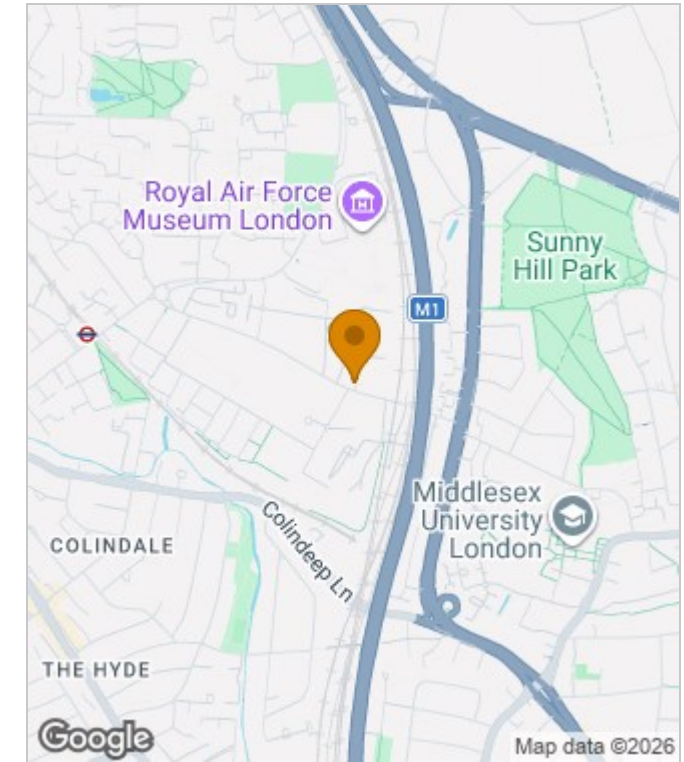 Royal Air Force
Museum London
Sunny
Hill Park
M1
Middlesex
University
London
Colindeep Ln
COLINDALE
THE HYDE
Google
Map data ©2026